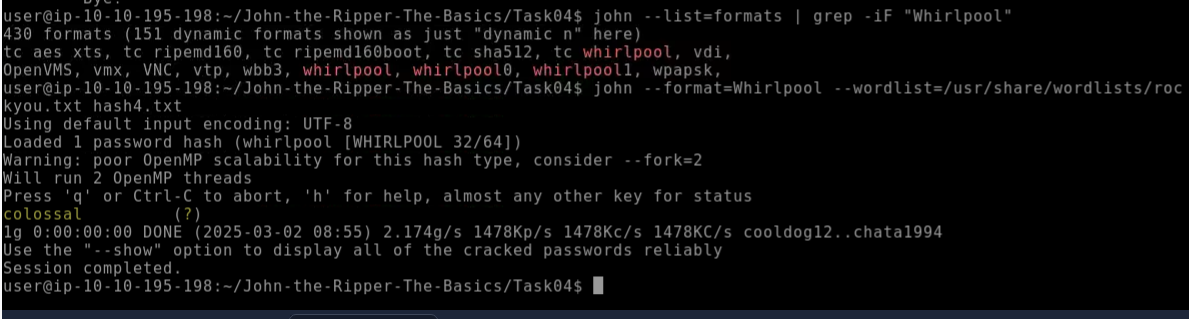 user@ip-10-10-195-198:~/John-the-Ripper-The-Basics/Task04$ john --list=formats | grep -iF "Whirlpool"
430 formats (151 dynamic formats shown as just "dynamic_n" here)
tc_aes_xts, tc_ripemd160, tc_ripemd160boot, tc_sha512, tc_whirlpool, vdi,
OpenVMS, vmx, VNC, vtp, wbb3, whirlpool, whirlpool0, whirlpool1, wpapsk,
user@ip-10-10-195-198:~/John-the-Ripper-The-Basics/Task04$ john --format=Whirlpool --wordlist=/usr/share/wordlists/roc
kyou.txt hash4.txt
Using default input encoding: UTF-8
Loaded 1 password hash (whirlpool [WHIRLPOOL 32/64])
Warning: poor OpenMP scalability for this hash type, consider --fork=2
Will run 2 OpenMP threads
Press 'q' or Ctrl-C to abort, 'h' for help, almost any other key for status
colossal         (?)
1g 0:00:00:00 DONE (2025-03-02 08:55) 2.174g/s 1478Kp/s 1478Kc/s 1478KC/s cooldog12..chata1994
Use the "--show" option to display all of the cracked passwords reliably
Session completed.
user@ip-10-10-195-198:~/John-the-Ripper-The-Basics/Task04$